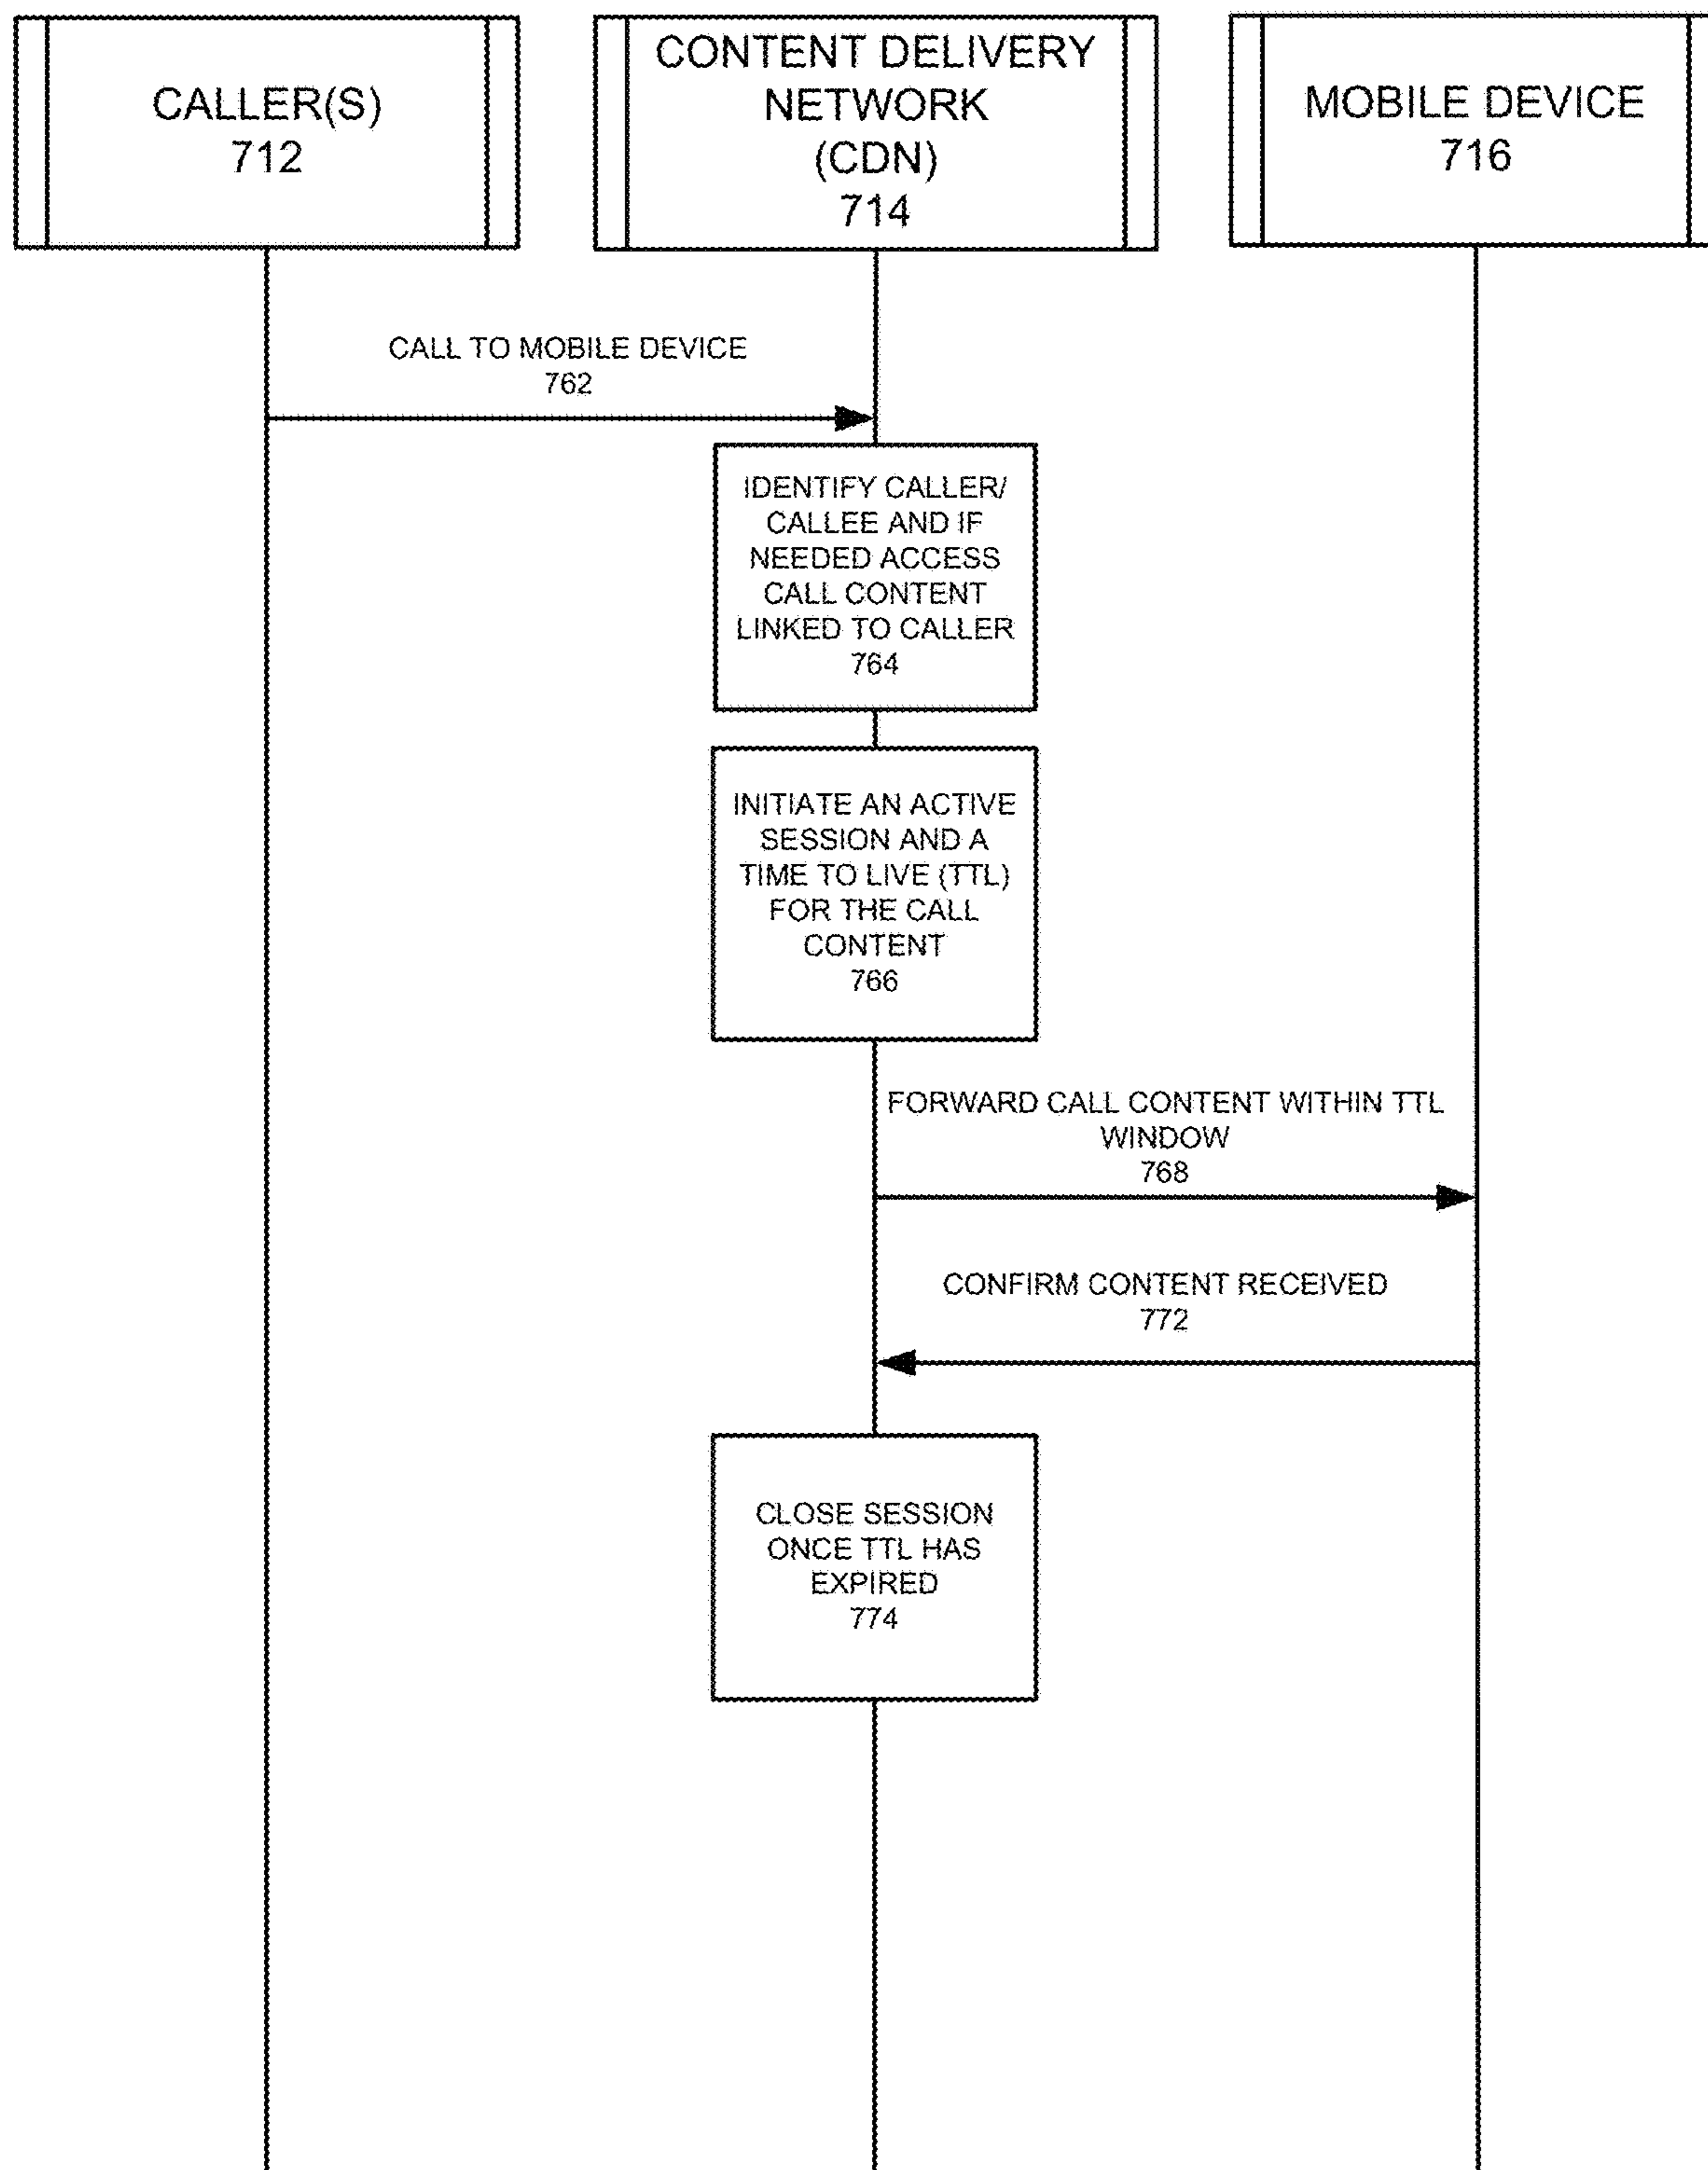 CALLER(S)
712
CONTENT DELIVERY
NETWORK
(CDN)
714
MOBILE DEVICE
716
CALL TO MOBILE DEVICE
762
IDENTIFY CALLER/
CALLEE AND IF
NEEDED ACCESS
CALL CONTENT
LINKED TO CALLER
764
INITIATE AN ACTIVE
SESSION AND A
TIME TO LIVE (TTL)
FOR THE CALL
CONTENT
766
FORWARD CALL CONTENT WITHIN TTL
WINDOW
768
CONFIRM CONTENT RECEIVED
772
CLOSE SESSION
ONCE TTL HAS
EXPIRED
774